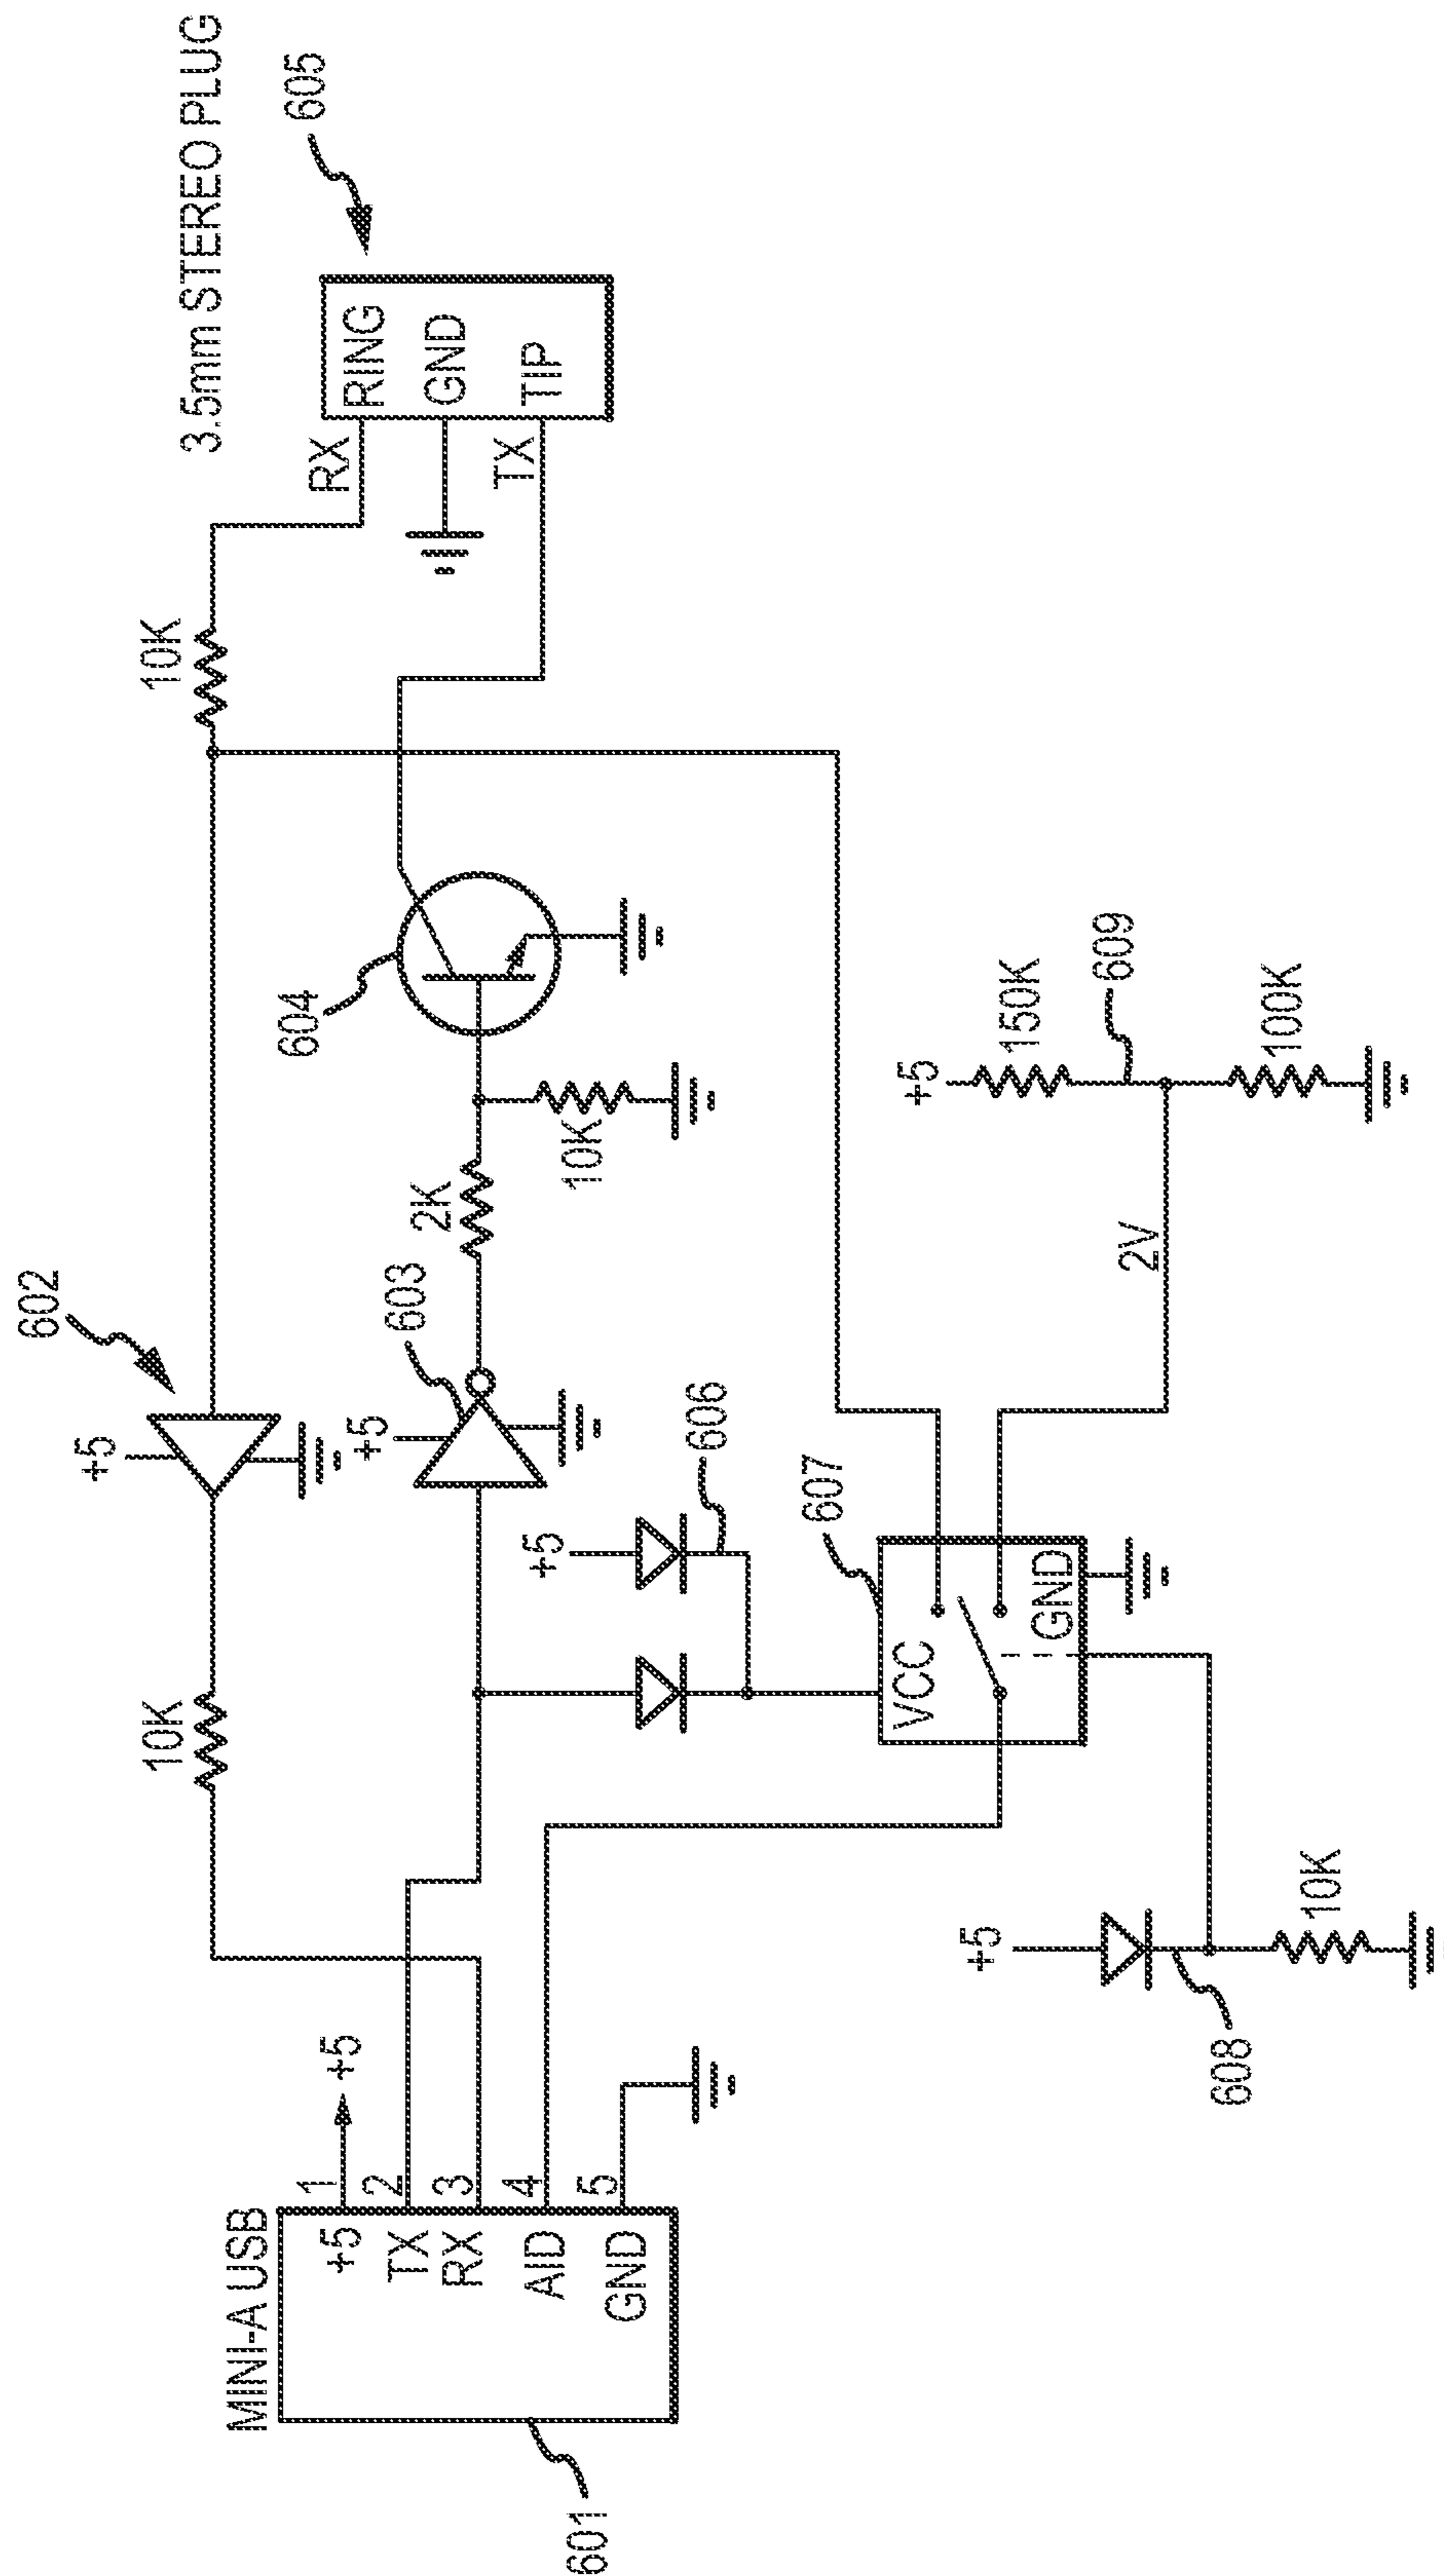 3.5mm STEREO PLUG
605
RING
GND
TIP
RX
TX
10K
604
10K
2K
602
+5
603
+5
+5
606
607
VCC
GND
+5
150K
609
100K
2V
10K
+5
608
10K
MINI-A USB
+5
1
+5
TX
2
RX
3
AID
4
GND
5
601